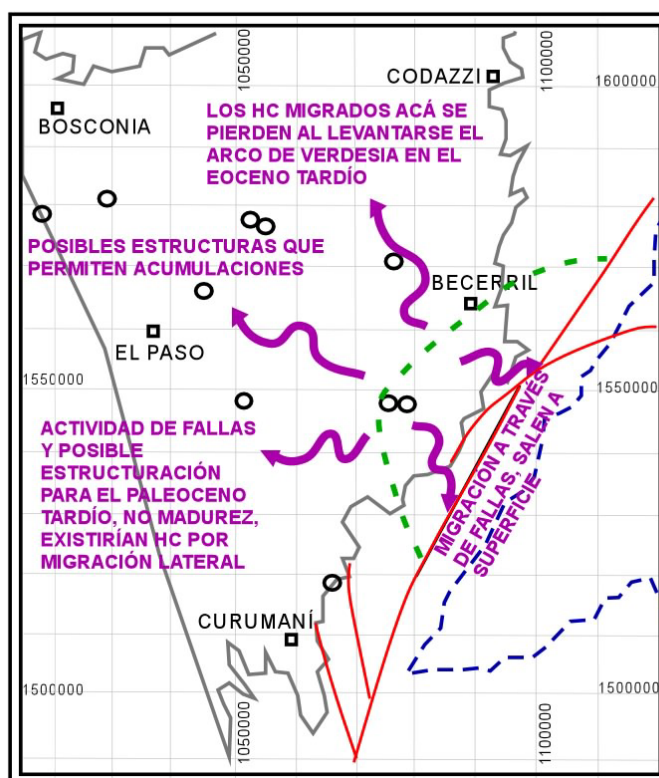 1050000
1100000
CODAZZI
1600000
BOSCONIA
LOS HC MIGRADOS ACÁ SE
PIERDEN AL LEVANTARSE EL
ARCO DE VERDESIA EN EL
EOCENO TARDÍO
POSIBLES ESTRUCTURAS QUE
PERMITEN ACUMULACIONES
BECERRIL
EL PASO
1550000
1550000
ACTIVIDAD DE FALLAS
Y POSIBLE
ESTRUCTURACIÓN
PARA EL PALEOCENO
TARDÍO, NO MADUREZ,
EXISTIRÍAN HC POR
MIGRACIÓN LATERAL
MIGRACIÓN A TRAVÉS
DE FALLAS, SALEN A
SUPERFICIE
CURUMANÍ
1500000
1500000
1050000
1100000